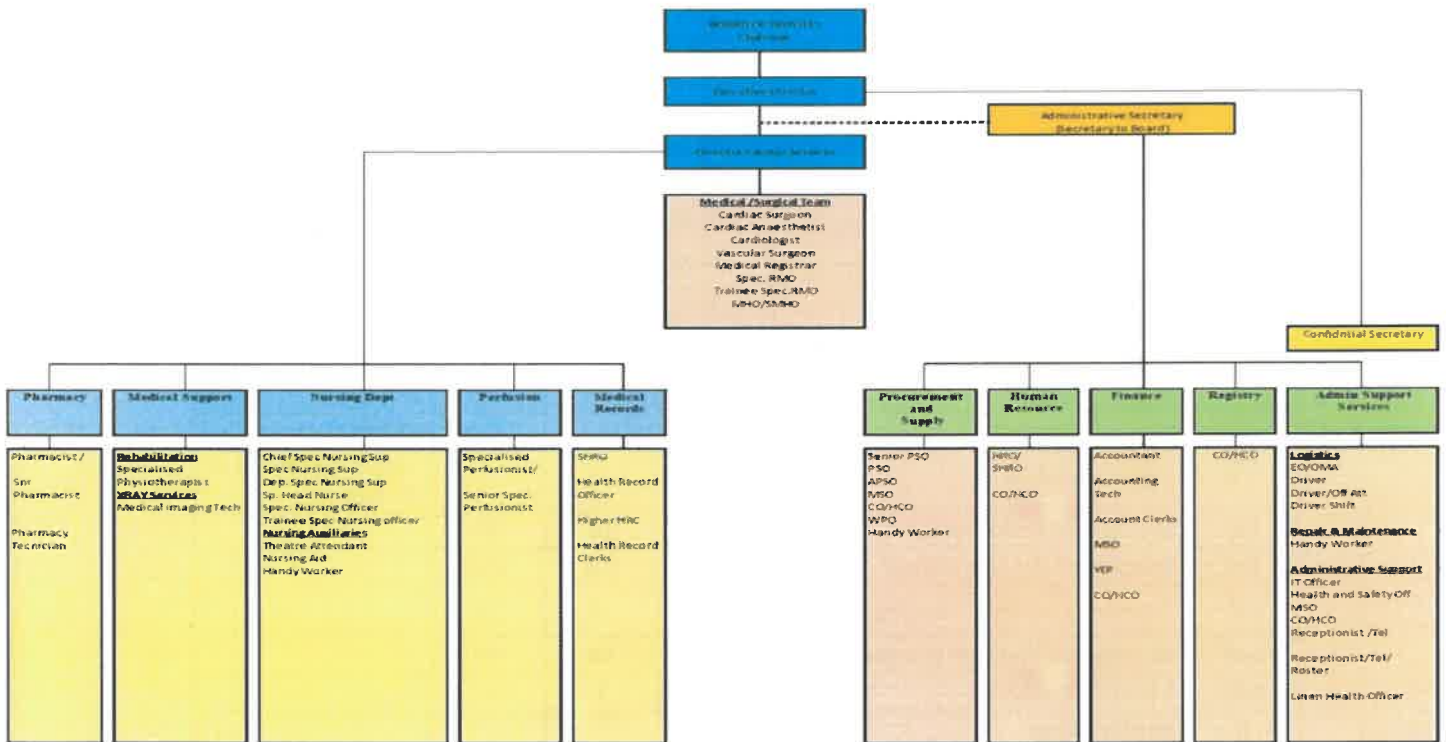 BOARD OF TRUSTEES
Chairman
Executive Director
Administrative Secretary
(Secretary to Board)
Director Cardiac Services
Medical /Surgical Team
Cardiac Surgeon
Cardiac Anaesthetist
Cardiologist
Vascular Surgeon
Medical Registrar
Spec. RMO
Trainee Spec.RMO
MHO/SMHO
Confidntial Secretary
Pharmacy
Medical Support
Nursing Dept
Perfusion
Medical
Records
Procurement
and
Supply
Human
Resource
Finance
Registry
Admin Support
Services
Pharmacist /
Snr
Pharmacist
Pharmacy
Tecnician
Rehabilitation
Specialised
Physiotherapist
XRAY Services
Medical imaging Tech
Chief Spec Nursing Sup
Spec Nursing Sup
Dep. Spec Nursing Sup
Sp. Head Nurse
Spec. Nursing Officer
Trainee Spec Nursing officer
Nursing Auxiliaries
Theatre Attendant
Nursing Aid
Handy Worker
Specialised
Perfusionist/
Senior Spec.
Perfusionist
SHRO
Health Record
Officer
Higher HRC
Health Record
Clerks
Senior PSO
PSO
APSO
MSO
CO/HCO
WPO
Handy Worker
HRO/
SHRO
CO/HCO
Accountant
Accounting
Tech
Account Clerks
MSO
YEP
CO/HCO
CO/HCO
Logistics
EO/OMA
Driver
Driver/Off Att
Driver Shift
Repair & Maintenance
Handy Worker
Administrative Support
IT Officer
Health and Safety Off
MSO
CO/HCO
Receptionist /Tel
Receptionist/Tel/
Roster
Linen Health Officer